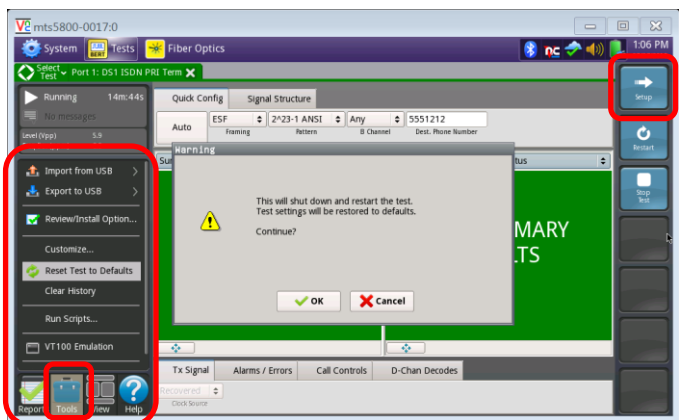 mts5800-0017:0
System Tests Fiber Optics 1:06 PM
Select Test Port 1: DS1 ISDN PRI Term
Running 14m:44s
No messages
Level (Vpp) 5.9
Quick Config Signal Structure
Auto
ESF 2^23-1 ANSI Any 5551212
Framing Pattern B Channel Dest. Phone Number
Setup
Restart
Stop
Test
Warning
This will shut down and restart the test.
Test settings will be restored to defaults.
Continue?
OK Cancel
Import from USB
Export to USB
Review/Install Option...
Customize...
Reset Test to Defaults
Clear History
Run Scripts...
VT100 Emulation
Report Tools View Help
Sur
tus
MARY
LTS
Tx Signal Alarms / Errors Call Controls D-Chan Decodes
Recovered
Clock Source